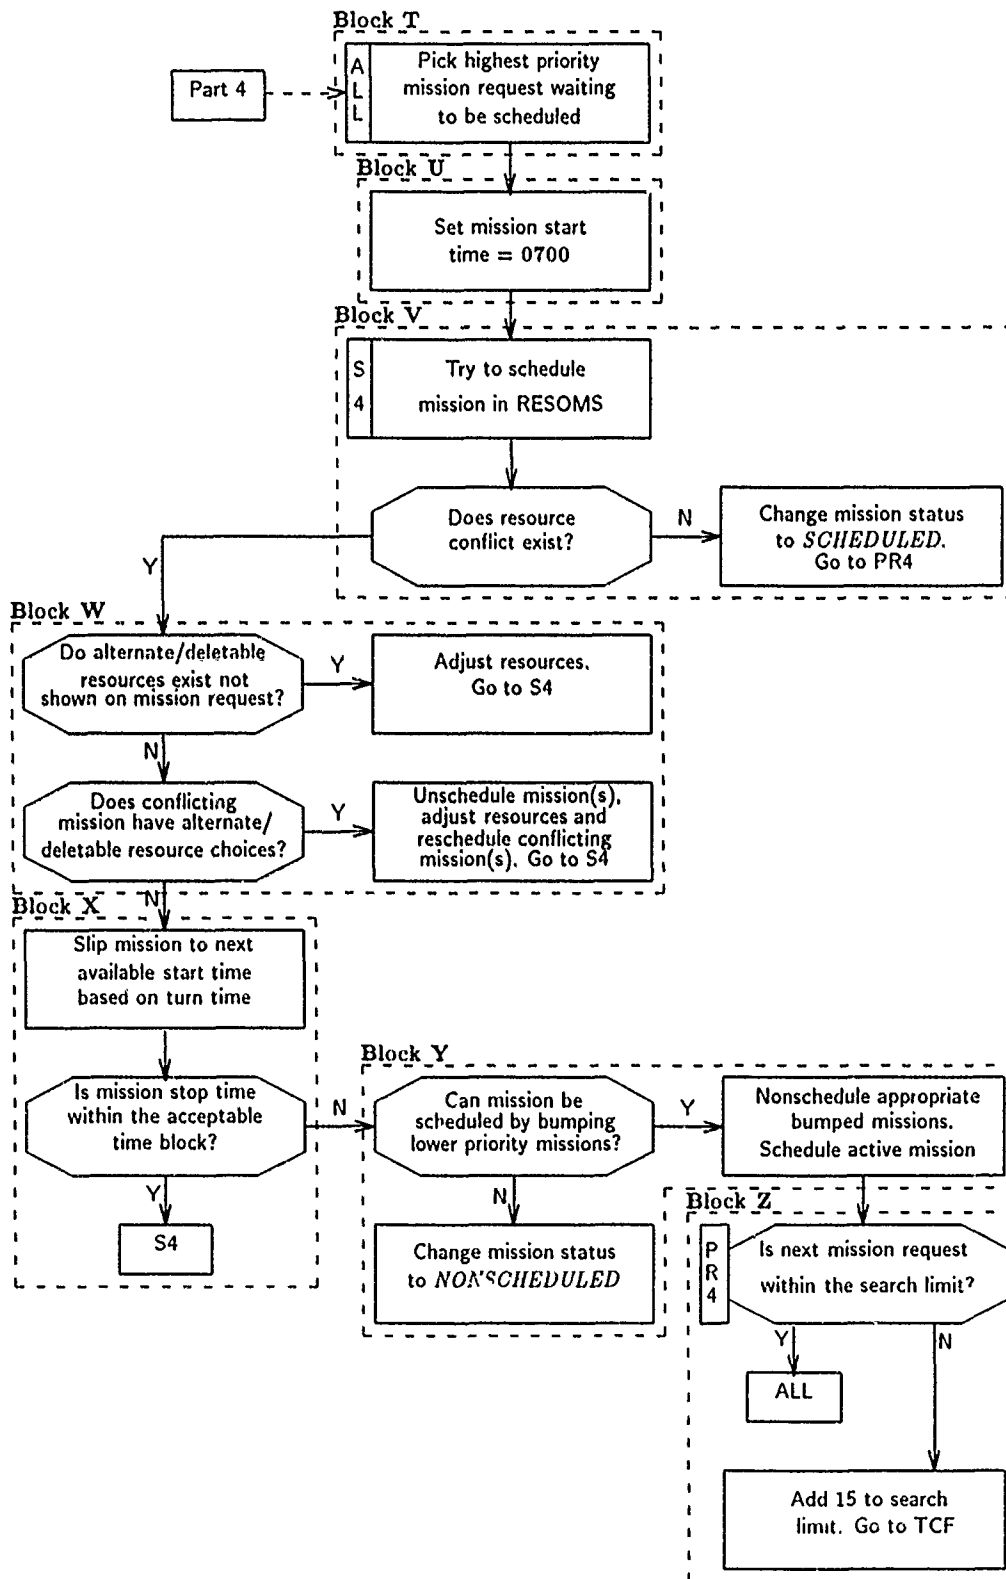 Block T
Part 4
A
L
L
Pick highest priority
mission request waiting
to be scheduled
Block U
Set mission start
time = 0700
Block V
S
4
Try to schedule
mission in RESOMS
Does resource
conflict exist?
N
Change mission status
to SCHEDULED.
Go to PR4
Y
Block W
Do alternate/deletable
resources exist not
shown on mission request?
Y
Adjust resources.
Go to S4
N
Does conflicting
mission have alternate/
deletable resource choices?
Y
Unschedule mission(s),
adjust resources and
reschedule conflicting
mission(s). Go to S4
N
Block X
Slip mission to next
available start time
based on turn time
Is mission stop time
within the acceptable
time block?
N
Y
S4
Block Y
Can mission be
scheduled by bumping
lower priority missions?
Y
Nonschedule appropriate
bumped missions.
Schedule active mission
N
Change mission status
to NONSCHEDULED
Block Z
P
R
4
Is next mission request
within the search limit?
Y
N
ALL
Add 15 to search
limit. Go to TCF